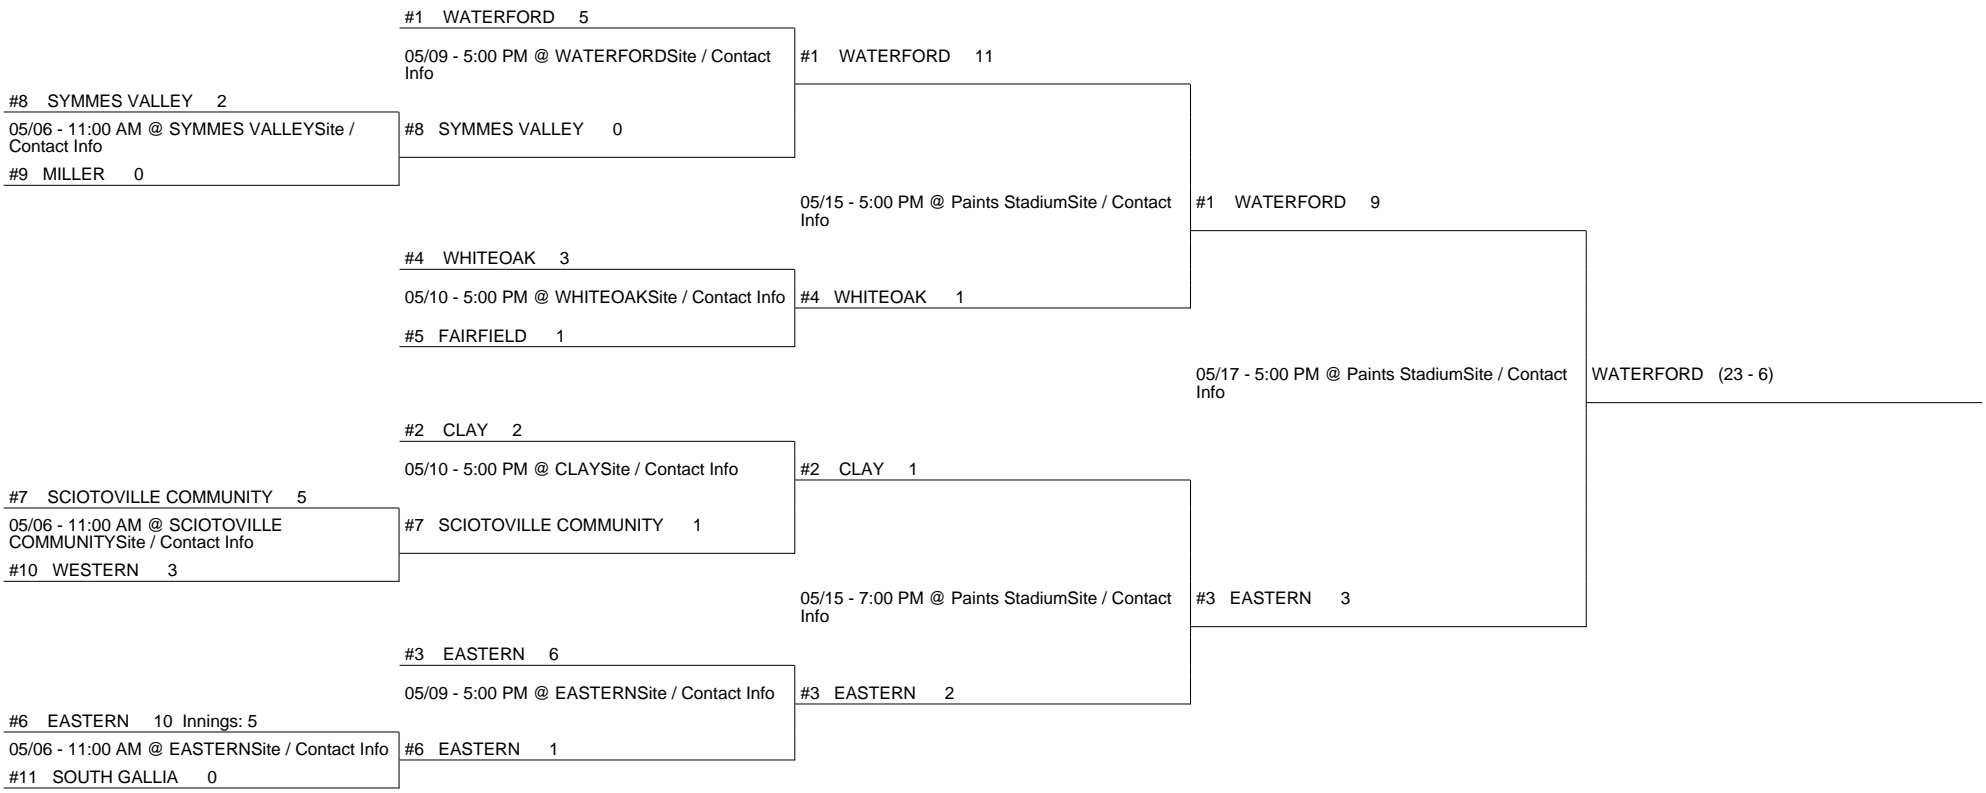 #1 WATERFORD 5
05/09 - 5:00 PM @ WATERFORDSite / Contact
Info
#1 WATERFORD 11
#8 SYMMES VALLEY 2
05/06 - 11:00 AM @ SYMMES VALLEYSite /
Contact Info
#8 SYMMES VALLEY 0
#9 MILLER 0
05/15 - 5:00 PM @ Paints StadiumSite / Contact
Info
#1 WATERFORD 9
#4 WHITEOAK 3
05/10 - 5:00 PM @ WHITEOAKSite / Contact Info
#4 WHITEOAK 1
#5 FAIRFIELD 1
05/17 - 5:00 PM @ Paints StadiumSite / Contact
Info
WATERFORD (23 - 6)
#2 CLAY 2
05/10 - 5:00 PM @ CLAYSite / Contact Info
#2 CLAY 1
#7 SCIOTOVILLE COMMUNITY 5
05/06 - 11:00 AM @ SCIOTOVILLE
COMMUNITYSite / Contact Info
#7 SCIOTOVILLE COMMUNITY 1
#10 WESTERN 3
05/15 - 7:00 PM @ Paints StadiumSite / Contact
Info
#3 EASTERN 3
#3 EASTERN 6
05/09 - 5:00 PM @ EASTERNSite / Contact Info
#3 EASTERN 2
#6 EASTERN 10 Innings: 5
05/06 - 11:00 AM @ EASTERNSite / Contact Info
#6 EASTERN 1
#11 SOUTH GALLIA 0